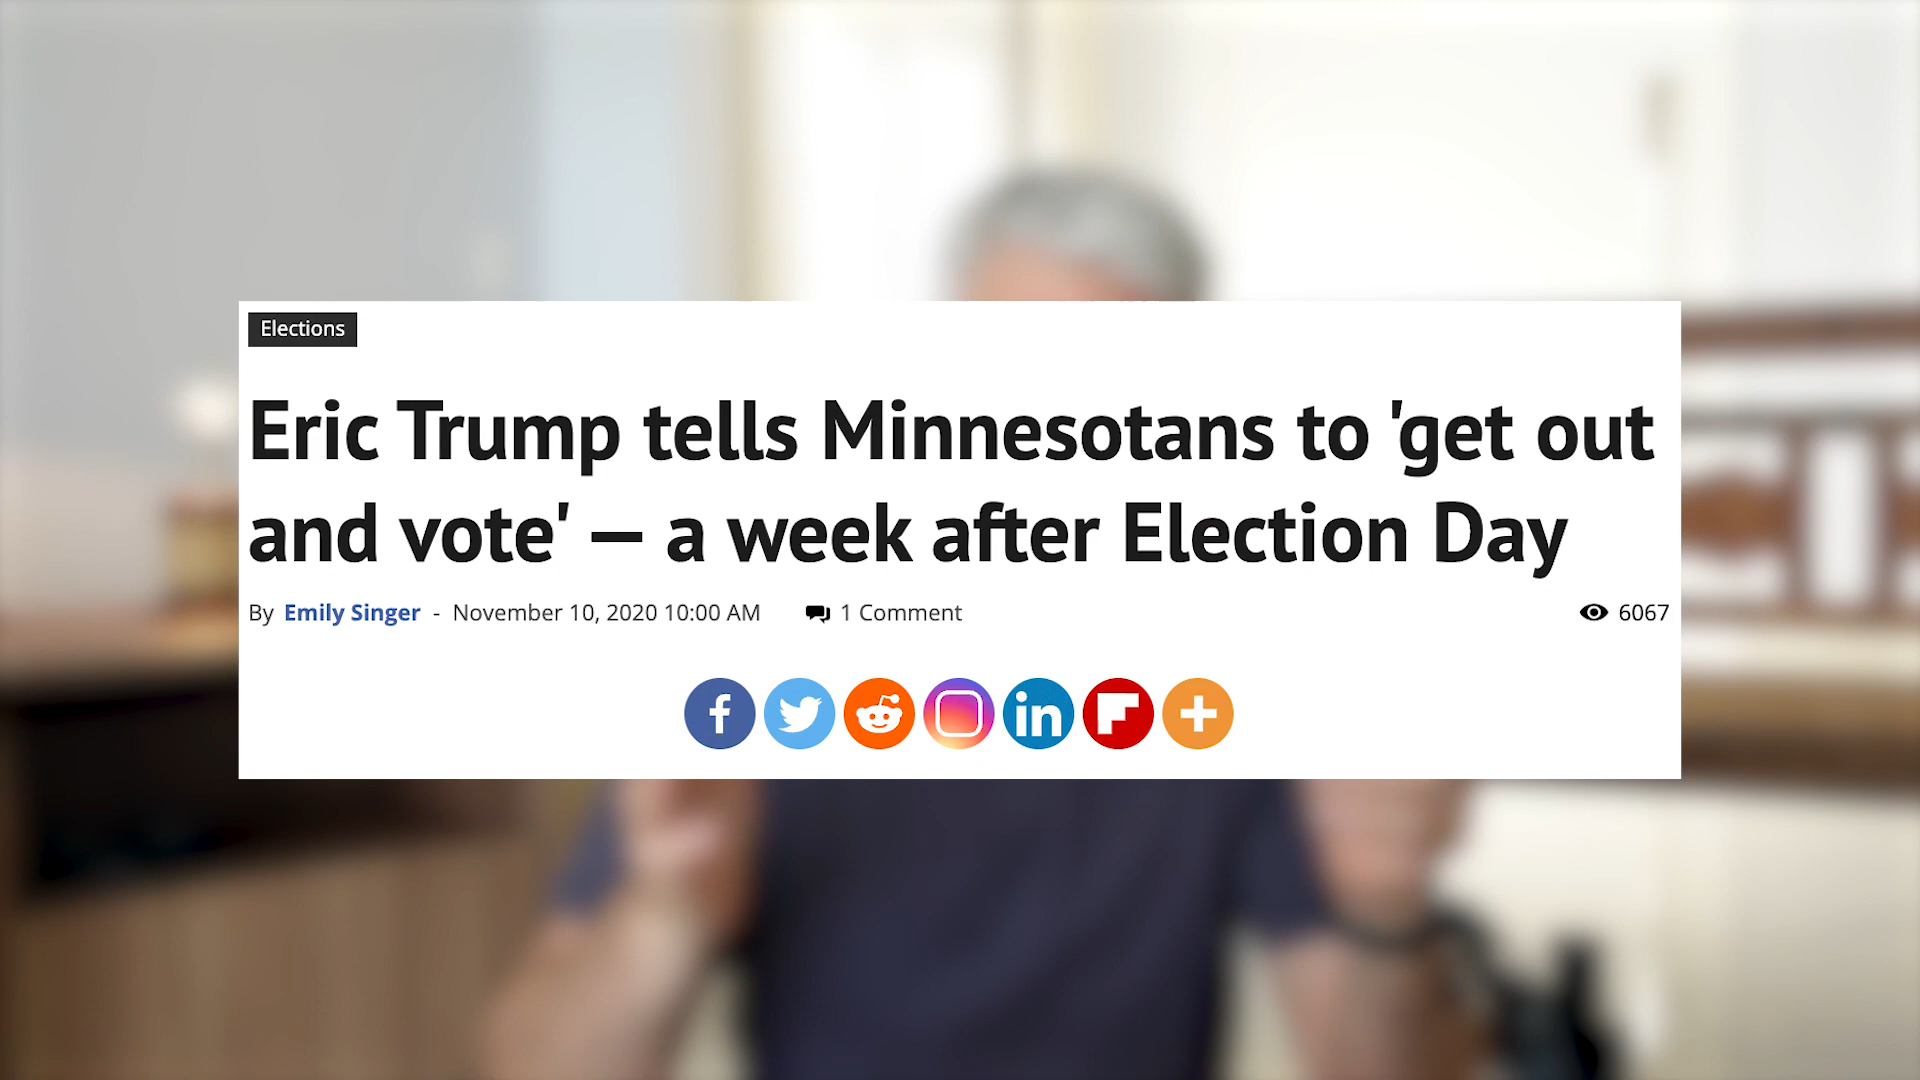 Elections
Eric Trump tells Minnesotans to 'get out
and vote' — a week after Election Day
By Emily Singer - November 10, 2020 10:00 AM 1 Comment 6067